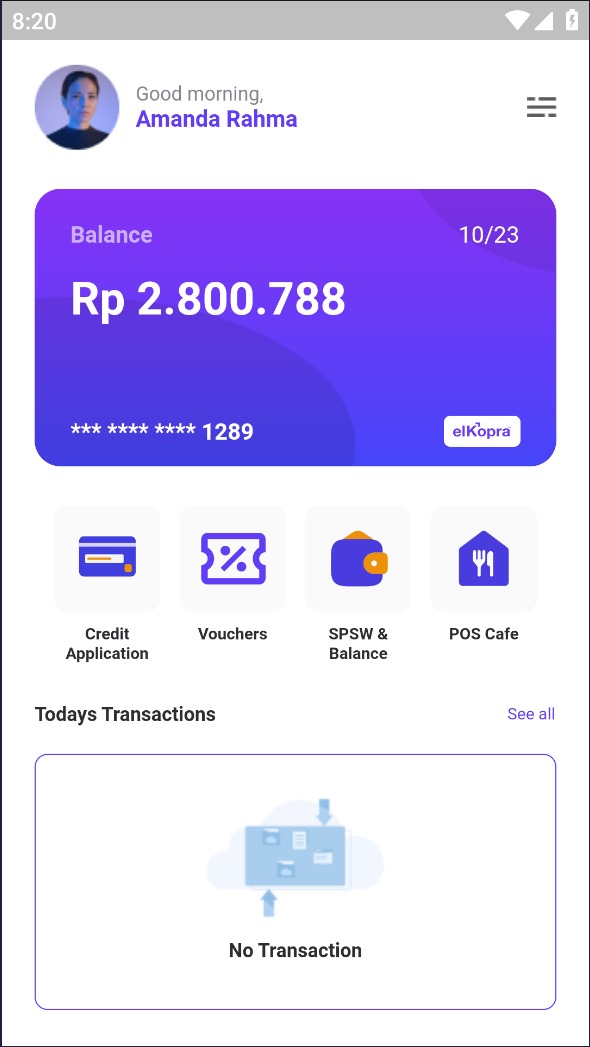 8:20
Good morning,
Amanda Rahma
Balance
10/23
Rp 2.800.788
*** **** **** 1289
elKopra
Credit
Application
Vouchers
SPSW &
Balance
POS Cafe
Todays Transactions
See all
No Transaction